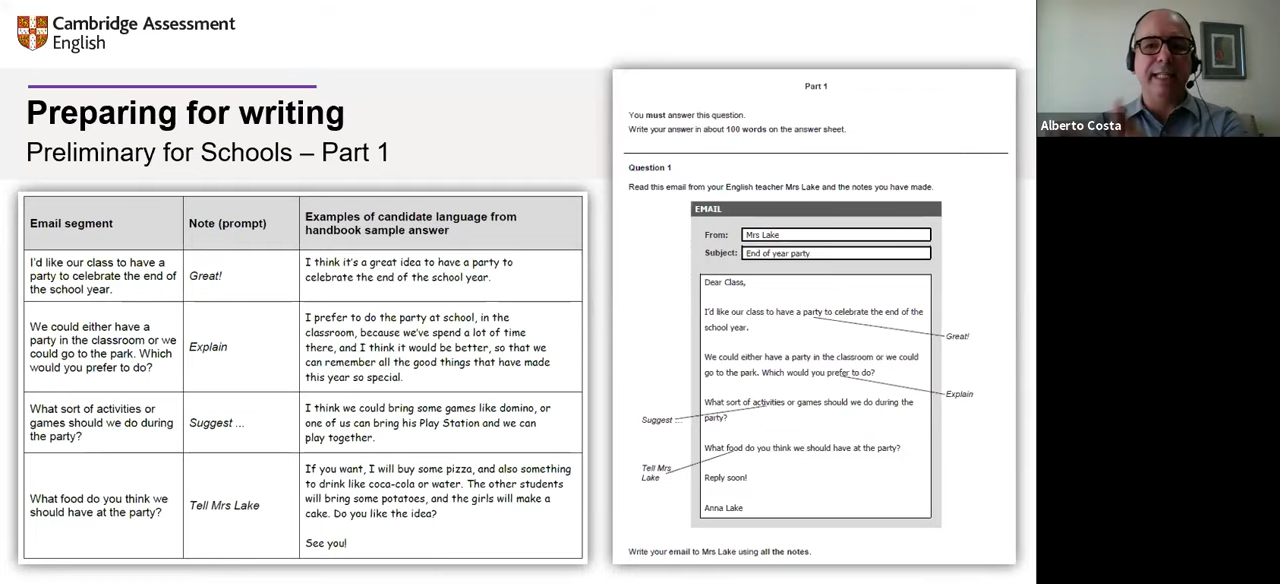 Cambridge Assessment
English
Preparing for writing
Preliminary for Schools – Part 1
Email segment
Note (prompt)
Examples of candidate language from
handbook sample answer
I'd like our class to have a
party to celebrate the end of
the school year.
Great!
I think it's a great idea to have a party to
celebrate the end of the school year.
We could either have a
party in the classroom or we
could go to the park. Which
would you prefer to do?
Explain
I prefer to do the party at school, in the
classroom, because we've spend a lot of time
there, and I think it would be better, so that we
can remember all the good things that have made
this year so special.
What sort of activities or
games should we do during
the party?
Suggest ...
I think we could bring some games like domino, or
one of us can bring his Play Station and we can
play together.
What food do you think we
should have at the party?
Tell Mrs Lake
If you want, I will buy some pizza, and also something
to drink like coca-cola or water. The other students
will bring some potatoes, and the girls will make a
cake. Do you like the idea?
See you!
Part 1
You must answer this question.
Write your answer in about 100 words on the answer sheet.
Question 1
Read this email from your English teacher Mrs Lake and the notes you have made.
EMAIL
From: Mrs Lake
Subject: End of year party
Dear Class,
I'd like our class to have a party to celebrate the end of the
school year.
Great!
We could either have a party in the classroom or we could
go to the park. Which would you prefer to do?
Explain
What sort of activities or games should we do during the
party?
Suggest ...
What food do you think we should have at the party?
Tell Mrs
Lake
Reply soon!
Anna Lake
Write your email to Mrs Lake using all the notes.
Alberto Costa